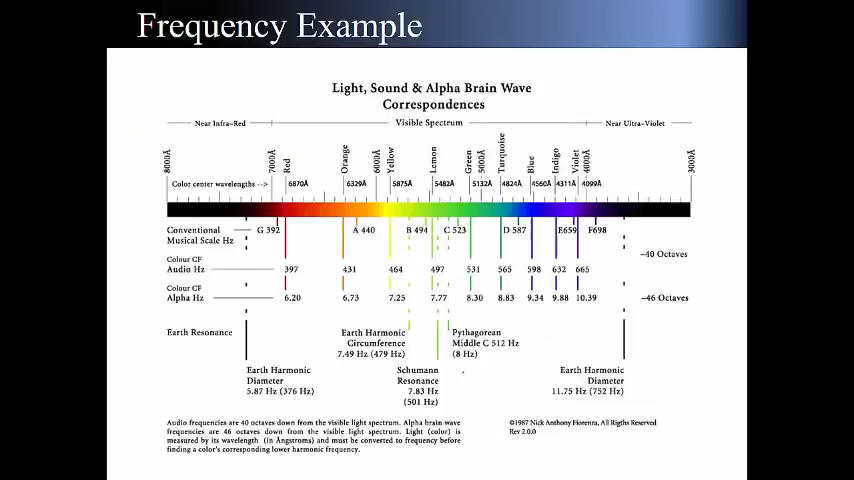 Frequency Example
Light, Sound & Alpha Brain Wave
Correspondences
Near Infra-Red
Visible Spectrum
Near Ultra-Violet
8000Å
7000Å
Red
Orange
6000Å
Yellow
Lemon
Green
5000Å
Turquoise
Blue
Indigo
Violet
4000Å
3000Å
Color center wavelengths --> 6870Å 6329Å 5875Å 5482Å 5132Å 4824Å 4560Å 4311Å 4099Å
Conventional
Musical Scale Hz
G 392 A 440 B 494 C 523 D 587 E659 F698
-40 Octaves
Colour CF
Audio Hz 397 431 464 497 531 565 598 632 665
Colour CF
Alpha Hz 6.20 6.73 7.25 7.77 8.30 8.83 9.34 9.88 10.39 -46 Octaves
Earth Resonance
Earth Harmonic
Circumference
7.49 Hz (479 Hz)
Pythagorean
Middle C 512 Hz
(8 Hz)
Earth Harmonic
Diameter
5.87 Hz (376 Hz)
Schumann
Resonance
7.83 Hz
(501 Hz)
Earth Harmonic
Diameter
11.75 Hz (752 Hz)
Audio frequencies are 40 octaves down from the visible light spectrum. Alpha brain wave
frequencies are 46 octaves down from the visible light spectrum. Light (color) is
measured by its wavelength (in Ångstroms) and must be converted to frequency before
finding a color's corresponding lower harmonic frequency.
©1987 Nick Anthony Fiorenza, All Rigths Reserved
Rev 2.0.0